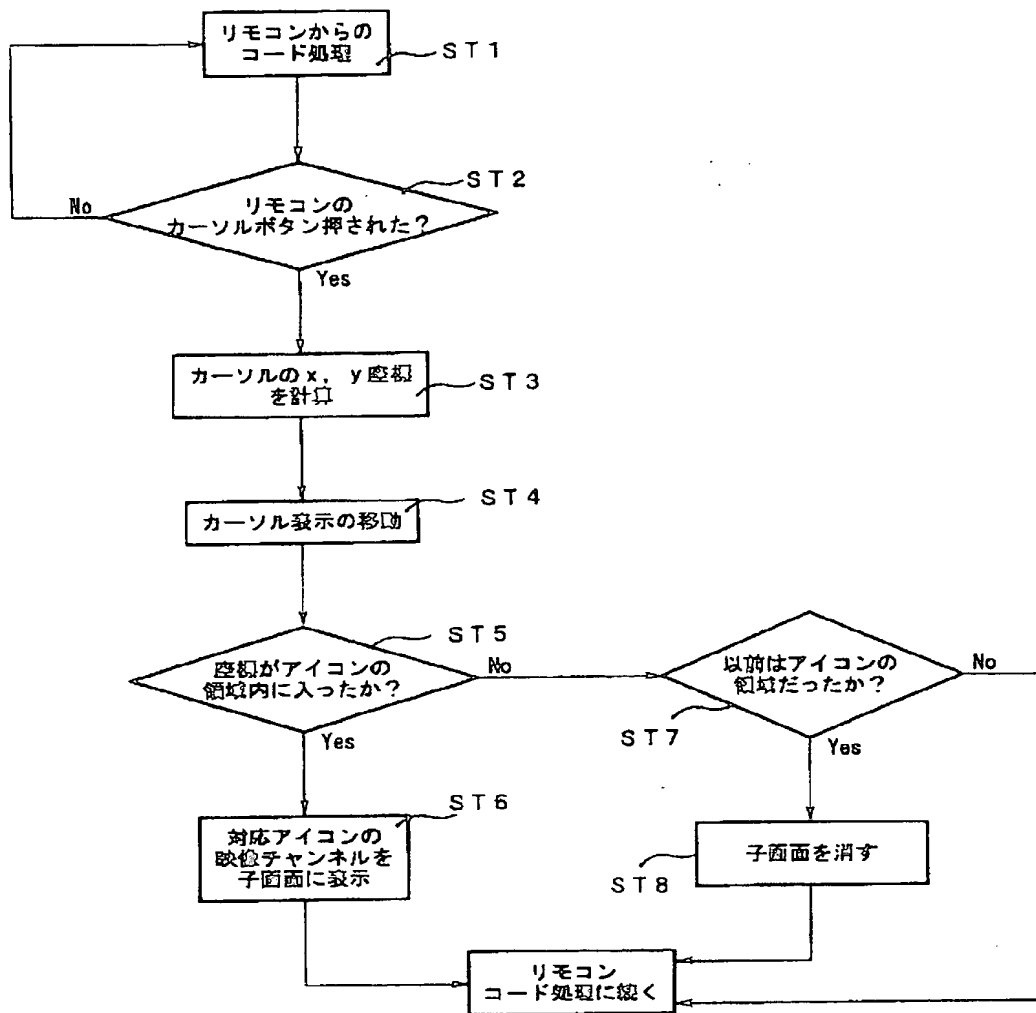 リモコンからの
コード処理
ST1
ST2
リモコンの
カーソルボタン押された?
No
Yes
カーソルのx, y座標
を計算
ST3
ST4
カーソル表示の移動
ST5
座標がアイコンの
領域内に入ったか?
No
Yes
以前はアイコンの
領域だったか?
No
ST7
Yes
ST6
対応アイコンの
映像チャンネルを
子画面に表示
子画面を消す
ST8
リモコン
コード処理に続く